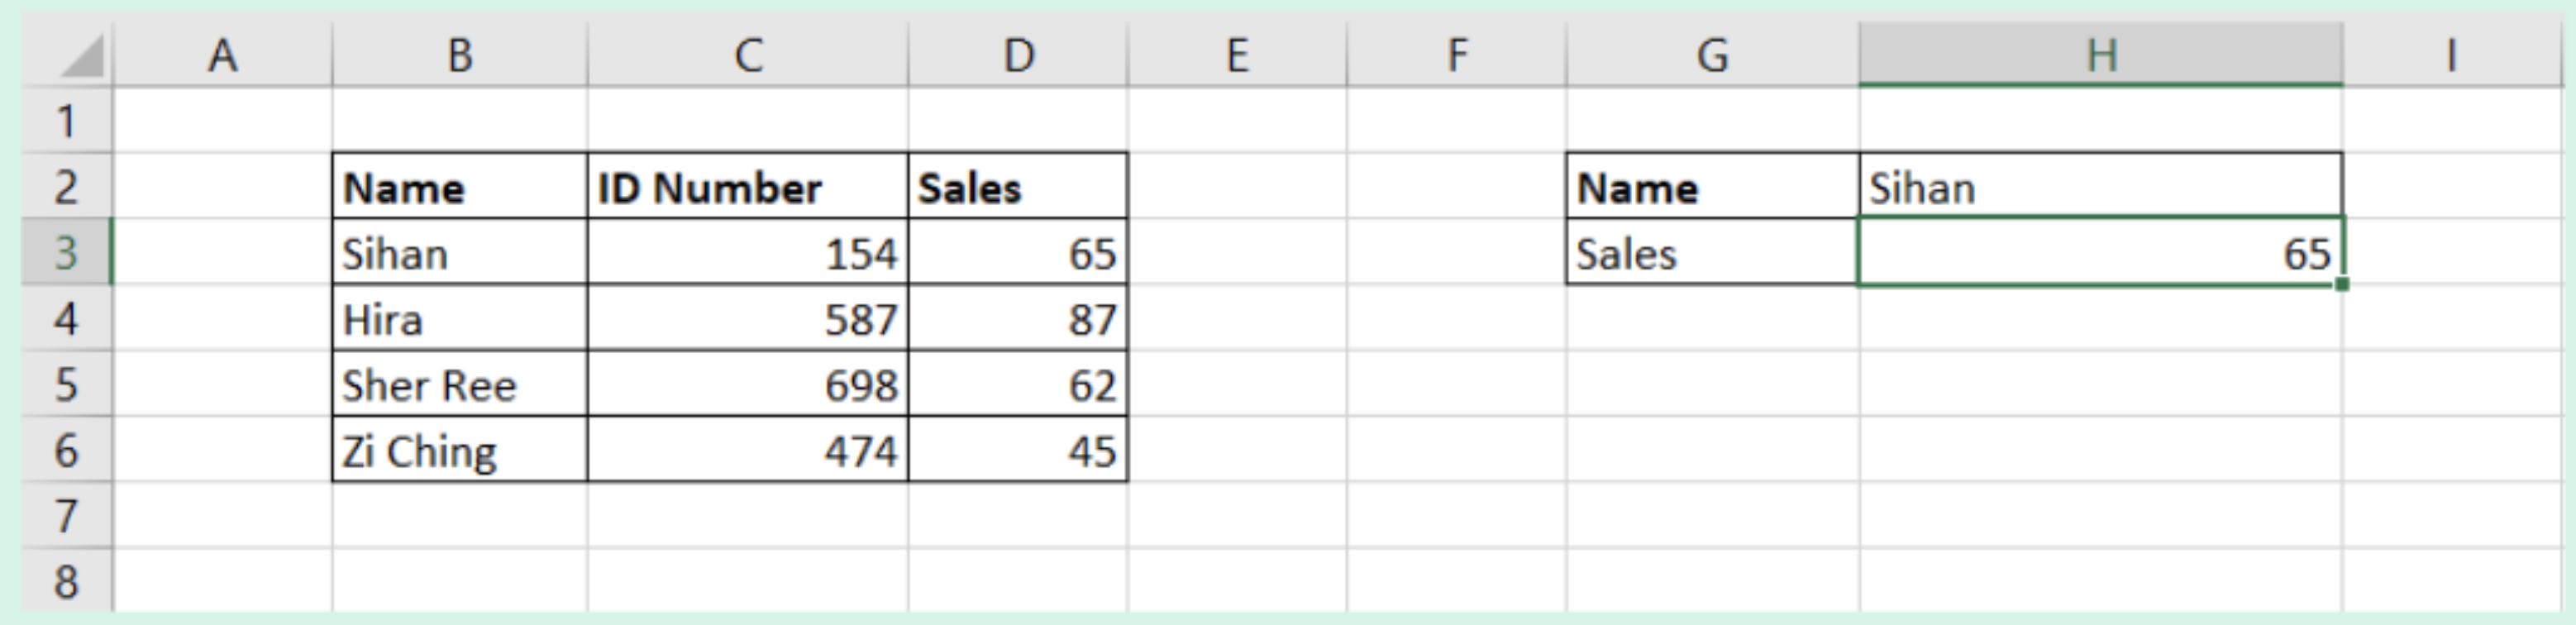 A B C D E F G H I
1
2 Name ID Number Sales Name Sihan
3 Sihan 154 65 Sales 65
4 Hira 587 87
5 Sher Ree 698 62
6 Zi Ching 474 45
7
8